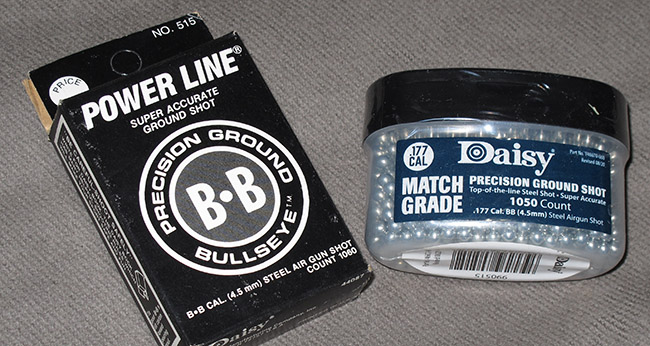 NO. 515
PRICE
POWER LINE®
SUPER ACCURATE
GROUND SHOT
PRECISION GROUND
B•B
BULLSEYE™
B•B CAL. (4.5 mm) STEEL AIR GUN SHOT
COUNT 1060
.177
CAL
Daisy®
MATCH
GRADE
PRECISION GROUND SHOT
Top-of-the-line Steel Shot • Super Accurate
1050 Count
.177 Cal: BB (4.5mm) Steel Airgun Shot
990515